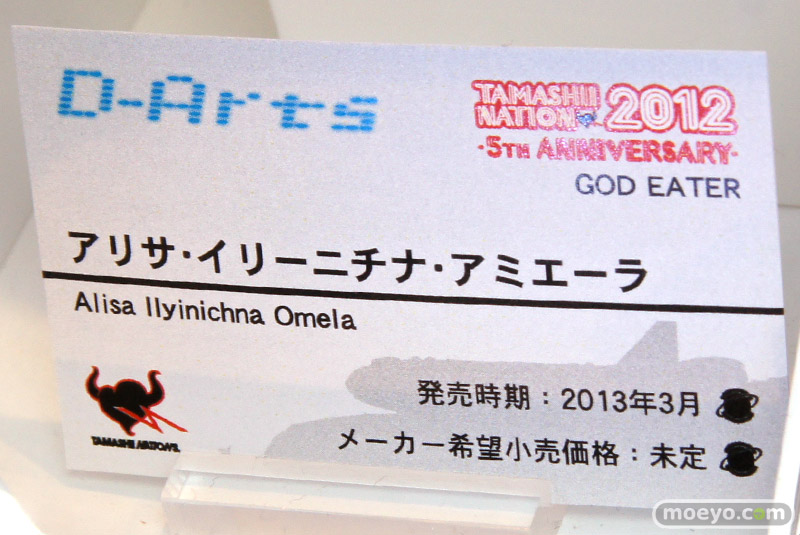 D-Arts
TAMASHII
NATION 2012
·5TH ANNIVERSARY·
GOD EATER
アリサ・イリーニチナ・アミエーラ
Alisa Ilyinichna Omela
発売時期：2013年3月
メーカー希望小売価格：未定
TAMASHII NATIONS
moeyo.com